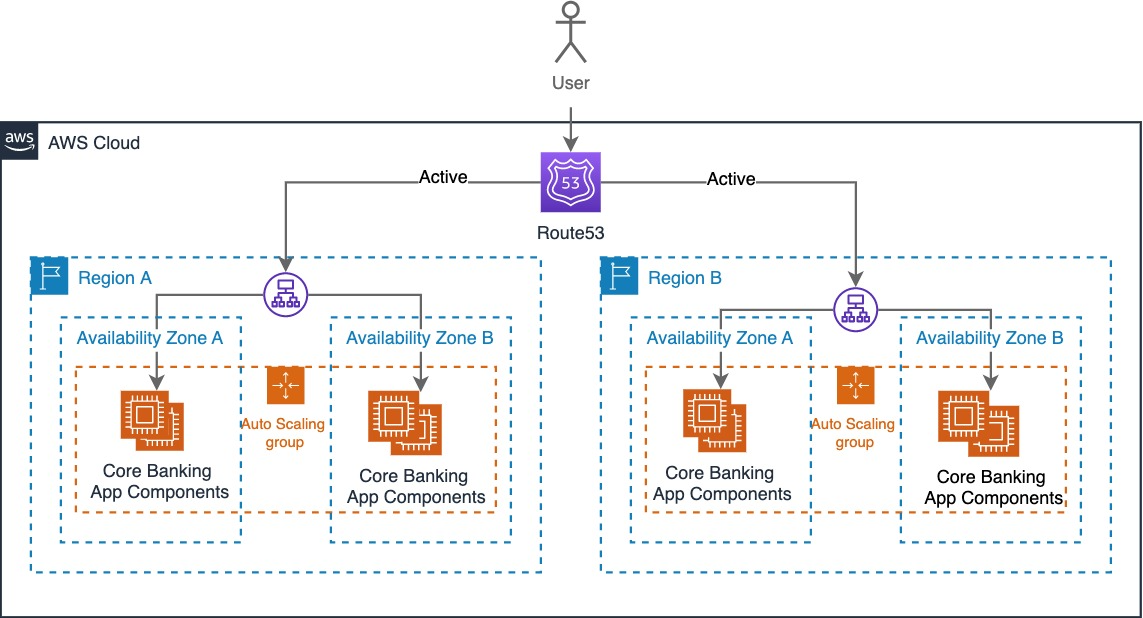 User
aws
AWS Cloud
Active
53
Active
Route53
Region A
Region B
Availability Zone A
Availability Zone B
Availability Zone A
Availability Zone B
Auto Scaling
group
Auto Scaling
group
Core Banking
App Components
Core Banking
App Components
Core Banking
App Components
Core Banking
App Components